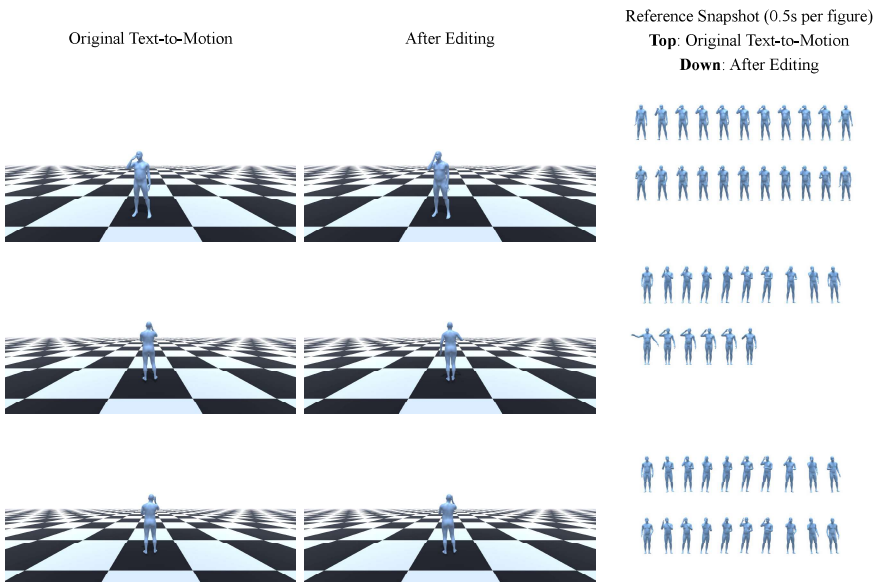 Original Text-to-Motion
After Editing
Reference Snapshot (0.5s per figure)
Top: Original Text-to-Motion
Down: After Editing